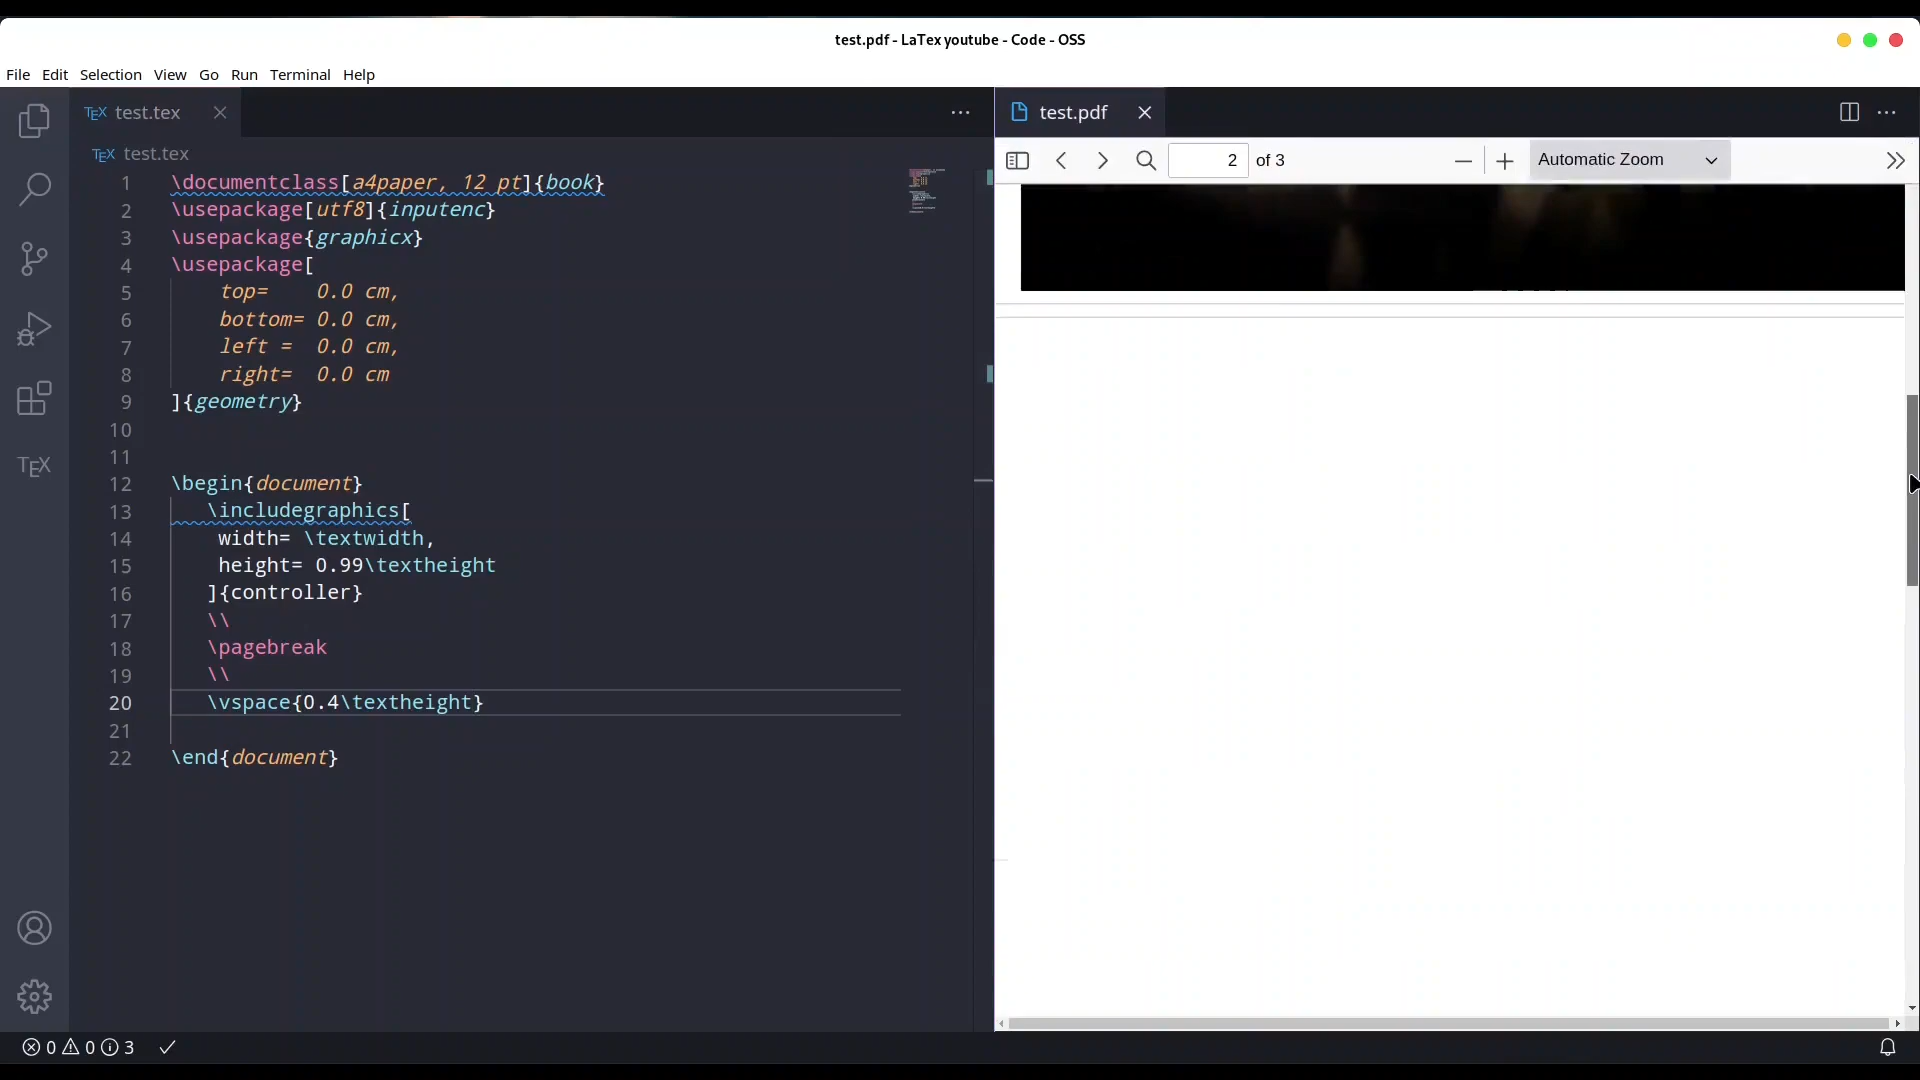 test.pdf - LaTex youtube - Code - OSS
File Edit Selection View Go Run Terminal Help
TEX test.tex
test.pdf
TEX test.tex
2 of 3
Automatic Zoom
1 \documentclass[a4paper, 12 pt]{book}
2 \usepackage[utf8]{inputenc}
3 \usepackage{graphicx}
4 \usepackage[
5 top= 0.0 cm,
6 bottom= 0.0 cm,
7 left = 0.0 cm,
8 right= 0.0 cm
9 ]{geometry}
10
11
12 \begin{document}
13 \includegraphics[
14 width= \textwidth,
15 height= 0.99\textheight
16 ]{controller}
17 \\
18 \pagebreak
19 \\
20 \vspace{0.4\textheight}
21
22 \end{document}
TEX
0 0 3